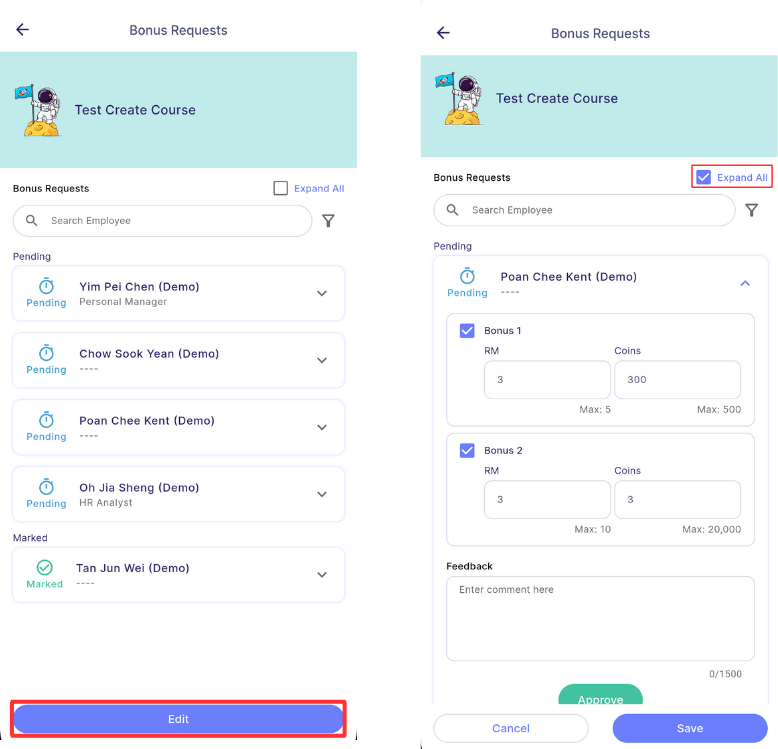 Bonus Requests
Test Create Course
Bonus Requests
Expand All
Search Employee
Pending
Yim Pei Chen (Demo)
Pending
Personal Manager
Chow Sook Yean (Demo)
Pending
----
Poan Chee Kent (Demo)
Pending
----
Oh Jia Sheng (Demo)
Pending
HR Analyst
Marked
Tan Jun Wei (Demo)
Marked
----
Edit
Bonus Requests
Test Create Course
Bonus Requests
Expand All
Search Employee
Pending
Poan Chee Kent (Demo)
Pending
----
Bonus 1
RM
Coins
3
300
Max: 5
Max: 500
Bonus 2
RM
Coins
3
3
Max: 10
Max: 20,000
Feedback
Enter comment here
0/1500
Approve
Cancel
Save